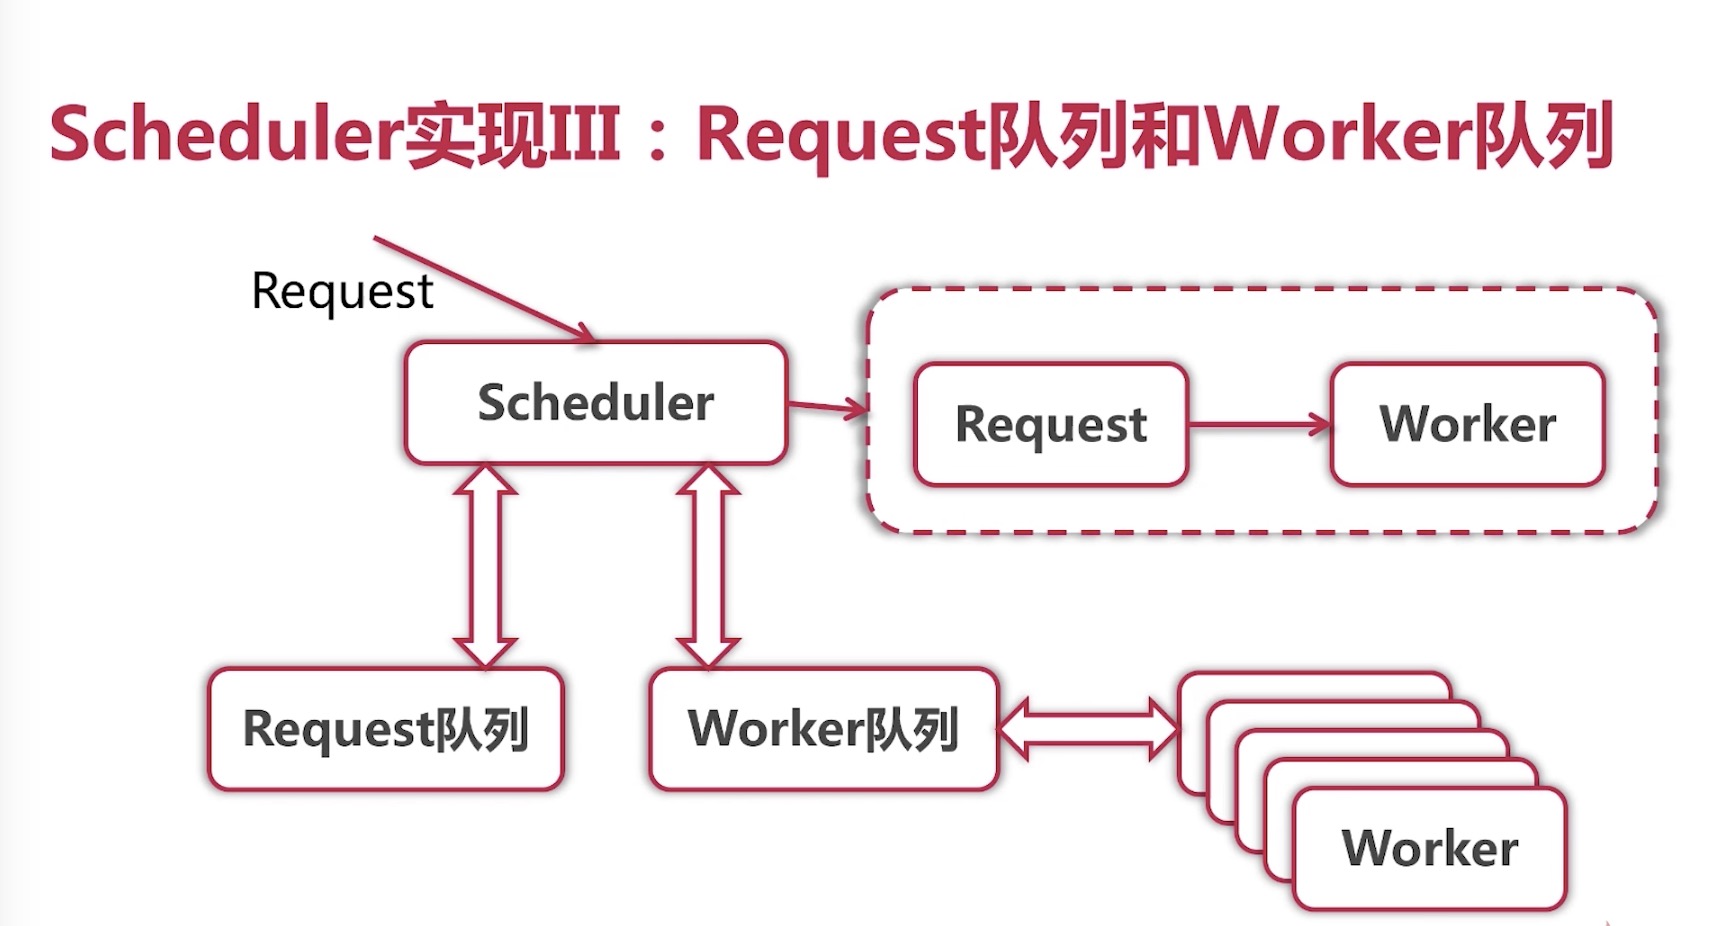 Scheduler实现III：Request队列和Worker队列
Request
Scheduler
Request
Worker
Request队列
Worker队列
Worker